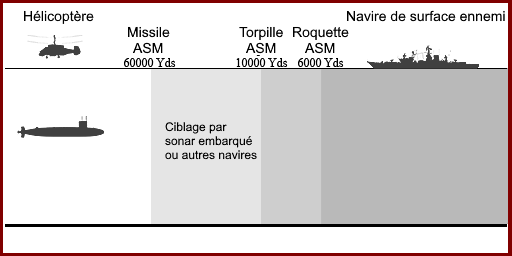 Hélicoptère
Navire de surface ennemi
Missile
ASM
60000 Yds
Torpille
ASM
10000 Yds
Roquette
ASM
6000 Yds
Ciblage par
sonar embarqué
ou autres navires